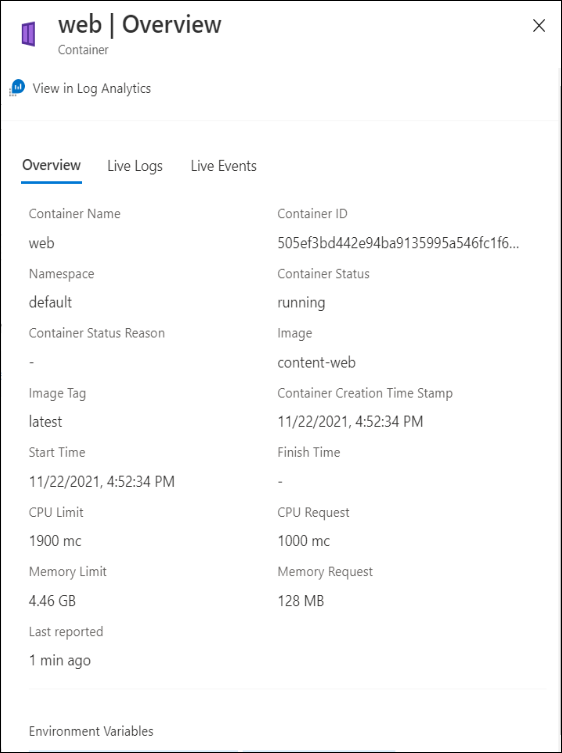 web | Overview
Container
View in Log Analytics
Overview Live Logs Live Events
Container Name Container ID
web 505ef3bd442e94ba9135995a546fc1f6...
Namespace Container Status
default running
Container Status Reason Image
- content-web
Image Tag Container Creation Time Stamp
latest 11/22/2021, 4:52:34 PM
Start Time Finish Time
11/22/2021, 4:52:34 PM -
CPU Limit CPU Request
1900 mc 1000 mc
Memory Limit Memory Request
4.46 GB 128 MB
Last reported
1 min ago
Environment Variables